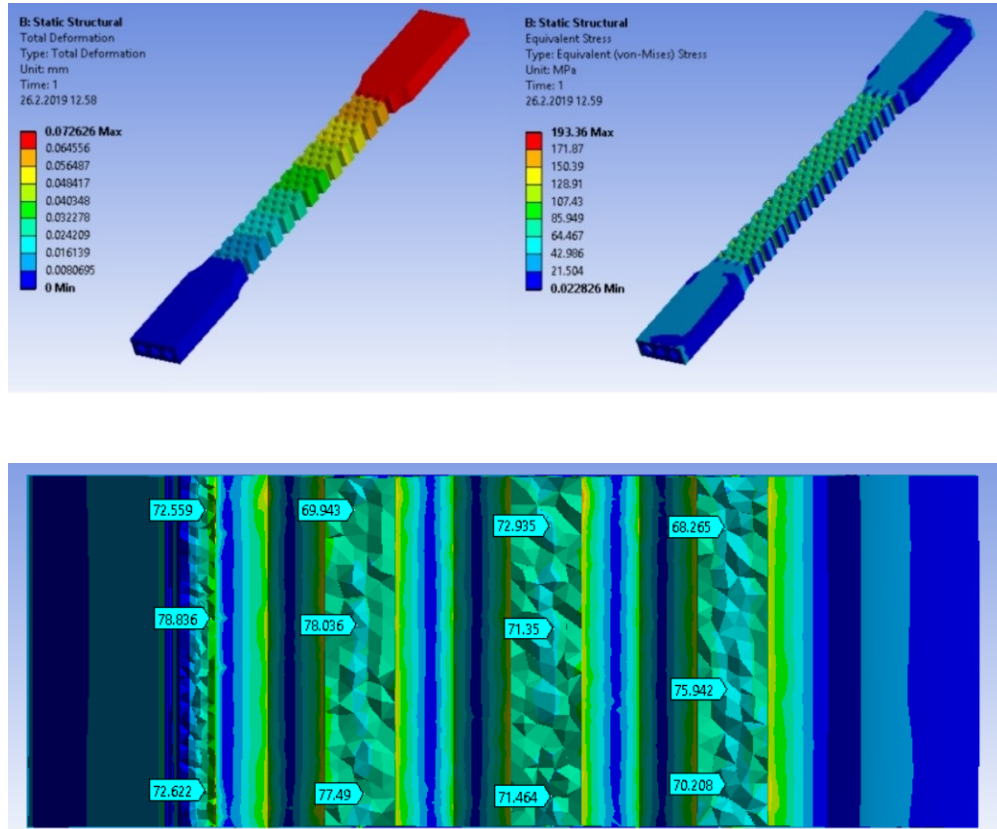 B: Static Structural
Total Deformation
Type: Total Deformation
Unit: mm
Time: 1
26.2.2019 12.58
0.072626 Max
0.064556
0.056487
0.048417
0.040348
0.032278
0.024209
0.016139
0.0080695
0 Min
B: Static Structural
Equivalent Stress
Type: Equivalent (von-Mises) Stress
Unit: MPa
Time: 1
26.2.2019 12.59
193.36 Max
171.87
150.39
128.91
107.43
85.949
64.467
42.986
21.504
0.022826 Min
72.559
69.943
72.935
68.265
78.836
78.036
71.35
75.942
72.622
77.49
71.464
70.208